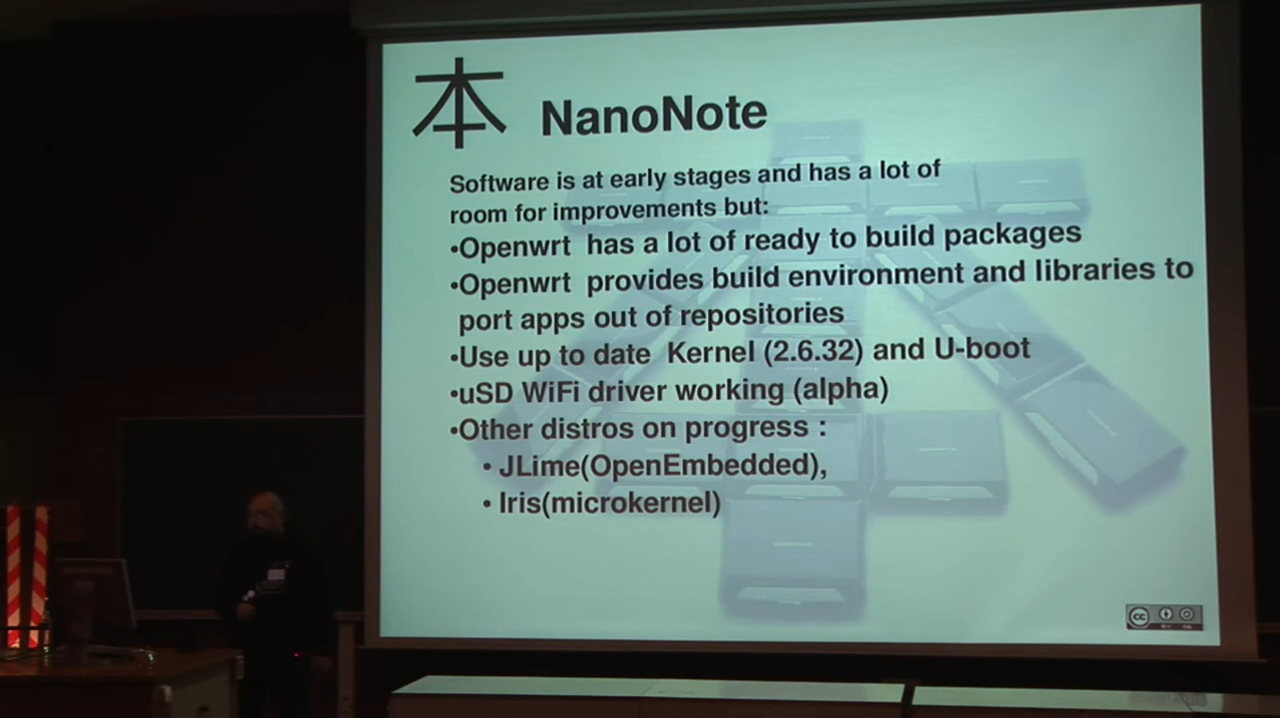 本 NanoNote
Software is at early stages and has a lot of
room for improvements but:
•Openwrt has a lot of ready to build packages
•Openwrt provides build environment and libraries to
port apps out of repositories
•Use up to date Kernel (2.6.32) and U-boot
•uSD WiFi driver working (alpha)
•Other distros on progress :
• JLime(OpenEmbedded),
• Iris(microkernel)
cc
BY SA